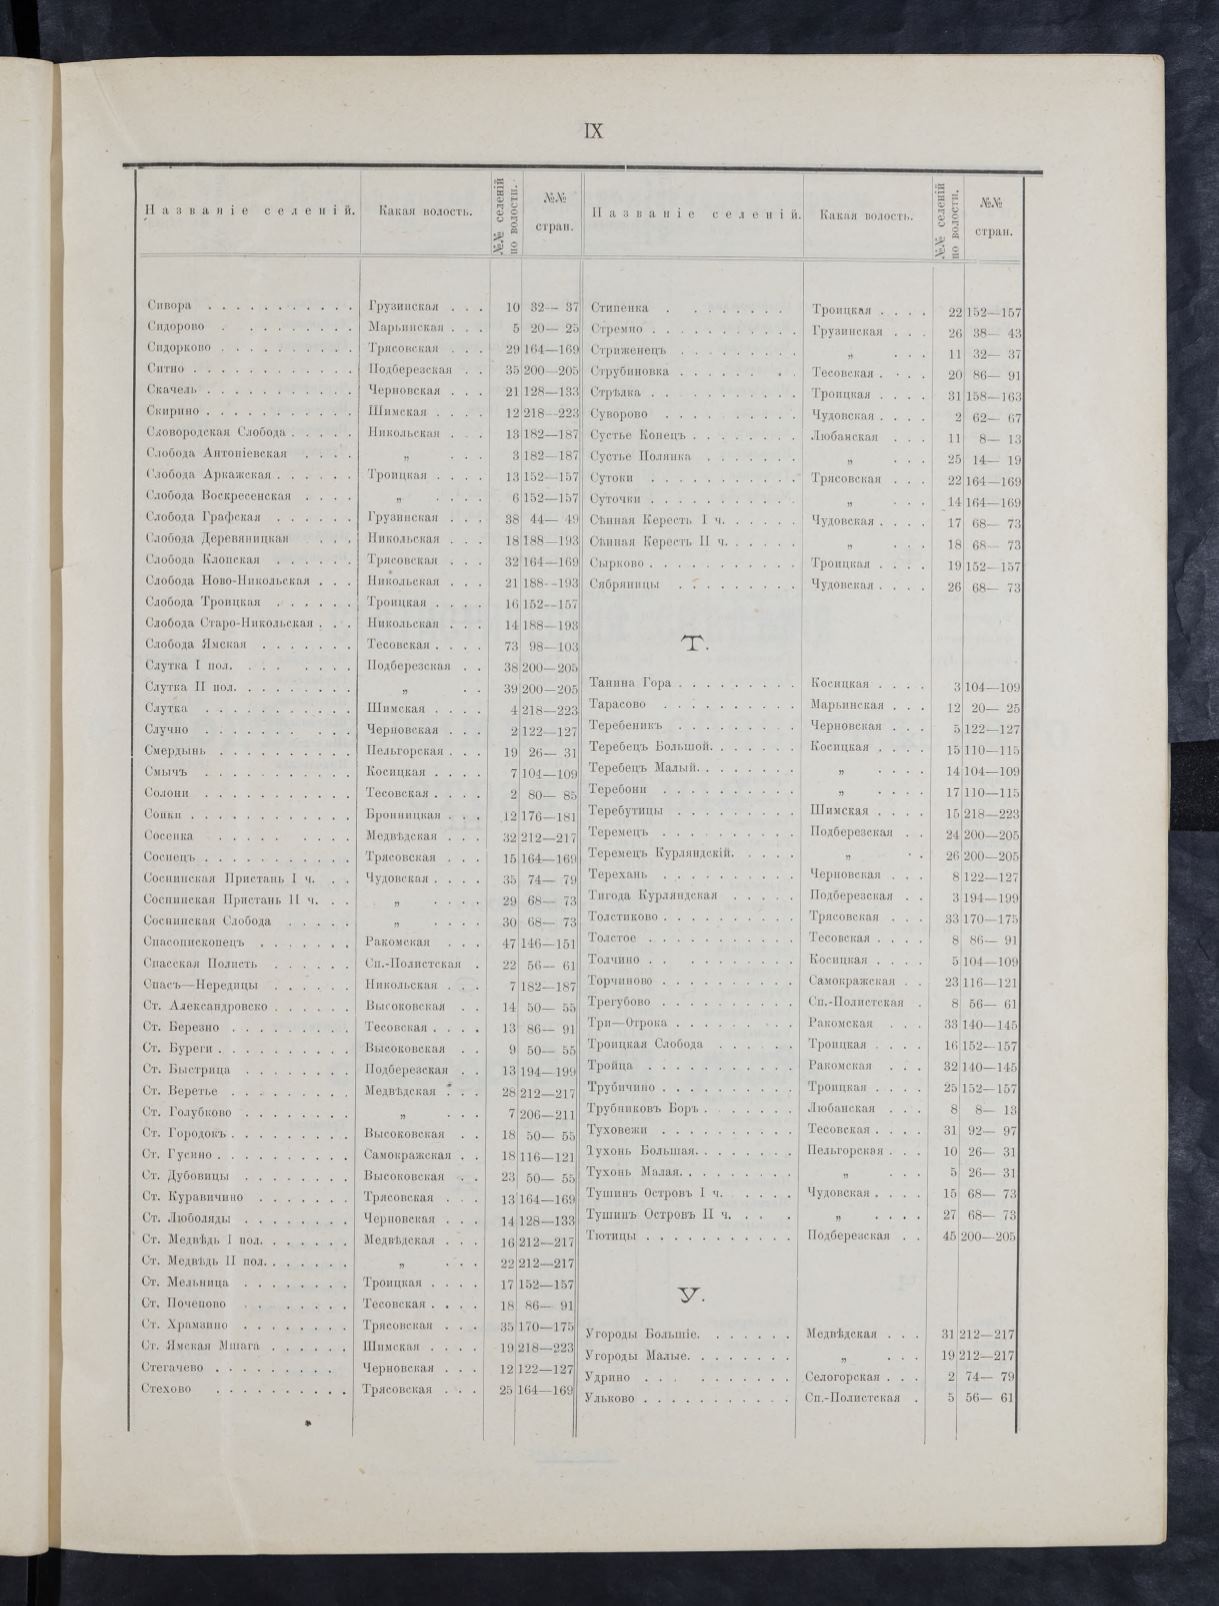 IX
Названіе селеній. Какая волость. №№ селеній по волости. №№ стран.
Сивора . . . . . . . . . . . Грузинская . . . 10 32— 37
Сидорово . . . . . . . . . Марьинская . . . 5 20— 25
Сидорково . . . . . . . . . . Трясовская . . . 29 164—169
Ситно . . . . . . . . . . . . Подберезская . . 35 200—205
Скачель . . . . . . . . . . . Черновская . . . 21 128—133
Скирино . . . . . . . . . . . Шимская . . . . 12 218—223
Словородская Слобода . . . . . Никольская . . . 13 182—187
Слобода Антоніевская . . . . „ . . . 3 182—187
Слобода Аркажская . . . . . . Троицкая . . . . 13 152—157
Слобода Воскресенская . . . . „ . . . . 6 152—157
Слобода Графская . . . . . . Грузинская . . . 38 44— 49
Слобода Деревяницкая . . . Никольская . . . 18 188—193
Слобода Клопская . . . . . . Трясовская . . . 32 164—169
Слобода Ново-Никольская . . . Никольская . . . 21 188—193
Слобода Троицкая . . . . . . Троицкая . . . . 16 152—157
Слобода Старо-Никольская . . . Никольская . . . 14 188—193
Слобода Ямская . . . . . . . Тесовская . . . . 73 98—103
Слутка I пол. . . . . . . . Подберезская . . 38 200—205
Слутка II пол. . . . . . . . . „ . . 39 200—205
Слутка . . . . . . . . . . . Шимская . . . . 4 218—223
Случно . . . . . . . . . . . Черновская . . . 2 122—127
Смердынь . . . . . . . . . . Пельгорская . . . 19 26— 31
Смычъ . . . . . . . . . . . Косицкая . . . . 7 104—109
Солони . . . . . . . . . . . Тесовская . . . . 2 80— 85
Сопки . . . . . . . . . . . . Бронницкая . . . 12 176—181
Сосенка . . . . . . . . . . Медвѣдская . . . 32 212—217
Соснецъ . . . . . . . . . . . Трясовская . . . 15 164—169
Соснинская Пристань I ч. . . Чудовская . . . . 35 74— 79
Соснинская Пристань II ч. . . „ . . . . 29 68— 73
Соснинская Слобода . . . . . „ . . . . 30 68— 73
Спасопископецъ . . . . . . . Ракомская . . . 47 146—151
Спасская Полисть . . . . . . Сп.-Полистская . 22 56— 61
Спасъ—Нередицы . . . . . . . Никольская . . . 7 182—187
Ст. Александровско . . . . . . Высоковская . . 14 50— 55
Ст. Березно . . . . . . . . . Тесовская . . . . 13 86— 91
Ст. Буреги . . . . . . . . . . Высоковская . . 9 50— 55
Ст. Быстрица . . . . . . . . Подберезская . . 13 194—199
Ст. Веретье . . . . . . . . . Медвѣдская . . . 28 212—217
Ст. Голубково . . . . . . . . „ . . . 7 206—211
Ст. Городокъ . . . . . . . . . Высоковская . . 18 50— 55
Ст. Гусино . . . . . . . . . . Самокражская . . 18 116—121
Ст. Дубовицы . . . . . . . . Высоковская . . 23 50— 55
Ст. Куравичино . . . . . . . Трясовская . . . 13 164—169
Ст. Люболяды . . . . . . . . Черновская . . . 14 128—133
Ст. Медвѣдь I пол. . . . . . . Медвѣдская . . . 16 212—217
Ст. Медвѣдь II пол. . . . . . . „ . . . 22 212—217
Ст. Мельница . . . . . . . . Троицкая . . . . 17 152—157
Ст. Поченово . . . . . . . . Тесовская . . . . 18 86— 91
Ст. Храмзино . . . . . . . . Трясовская . . . 35 170—175
Ст. Ямская Мшага . . . . . . Шимская . . . . 19 218—223
Стегачево . . . . . . . . . Черновская . . . 12 122—127
Стехово . . . . . . . . . . Трясовская . . . 25 164—169
Названіе селеній. Какая волость. №№ селеній по волости. №№ стран.
Стипенка . . . . . . . . Троицкая . . . . 22 152—157
Стремно . . . . . . . . . . . Грузинская . . . 26 38— 43
Стриженецъ . . . . . . . . . „ . . . 11 32— 37
Струбиновка . . . . . . . . Тесовская . . . . 20 86— 91
Стрѣлка . . . . . . . . . . . Троицкая . . . . 31 158—163
Суворово . . . . . . . . . . Чудовская . . . . 2 62— 67
Сустье Конецъ . . . . . . . . Любанская . . . 11 8— 13
Сустье Полянка . . . . . . . „ . . . 25 14— 19
Сутоки . . . . . . . . . . . Трясовская . . . 22 164—169
Суточки . . . . . . . . . . . „ . . . 14 164—169
Сѣнная Кересть I ч. . . . . . Чудовская . . . . 17 68— 73
Сѣнная Кересть II ч. . . . . . „ . . . 18 68— 73
Сырково . . . . . . . . . . . Троицкая . . . . 19 152—157
Сябряницы . . . . . . . . . Чудовская . . . . 26 68— 73
Т.
Танина Гора . . . . . . . . . Косицкая . . . . 3 104—109
Тарасово . . . . . . . . . . Марьинская . . . 12 20— 25
Теребеникъ . . . . . . . . . Черновская . . . 5 122—127
Теребецъ Большой. . . . . . . Косицкая . . . . 15 110—115
Теребецъ Малый. . . . . . . . „ . . . . 14 104—109
Теребони . . . . . . . . . . „ . . . . 17 110—115
Теребутицы . . . . . . . . . Шимская . . . . 15 218—223
Теремецъ . . . . . . . . . . Подберезская . . 24 200—205
Теремецъ Курляндскій. . . . . „ . . 26 200—205
Терехань . . . . . . . . . . Черновская . . . 8 122—127
Тигода Курляндская . . . . . Подберезская . . 3 194—199
Толстиково . . . . . . . . . . Трясовская . . . 33 170—175
Толстое . . . . . . . . . . . Тесовская . . . . 8 86— 91
Толчино . . . . . . . . . . Косицкая . . . . 5 104—109
Торчиново . . . . . . . . . . Самокражская . . 23 116—121
Трегубово . . . . . . . . . . Сп.-Полистская . 8 56— 61
Три—Отрока . . . . . . . . . Ракомская . . . 33 140—145
Троицкая Слобода . . . . . . Троицкая . . . . 16 152—157
Тройца . . . . . . . . . . . Ракомская . . . 32 140—145
Трубичино . . . . . . . . . . Троицкая . . . . 25 152—157
Трубниковъ Боръ . . . . . . . Любанская . . . 8 8— 13
Туховежи . . . . . . . . . . Тесовская . . . . 31 92— 97
Тухонь Большая. . . . . . . . Пельгорская . . . 10 26— 31
Тухонь Малая. . . . . . . . . „ . . . 5 26— 31
Тушинъ Островъ I ч. . . . . Чудовская . . . . 15 68— 73
Тушинъ Островъ II ч. . . . „ . . . . 27 68— 73
Тютицы . . . . . . . . . . . Подберезская . . 45 200—205
У.
Угороды Большіе. . . . . . . Медвѣдская . . . 31 212—217
Угороды Малые. . . . . . . . „ . . . 19 212—217
Удрино . . . . . . . . . . . Селогорская . . . 2 74— 79
Ульково . . . . . . . . . . . Сп.-Полистская . 5 56— 61